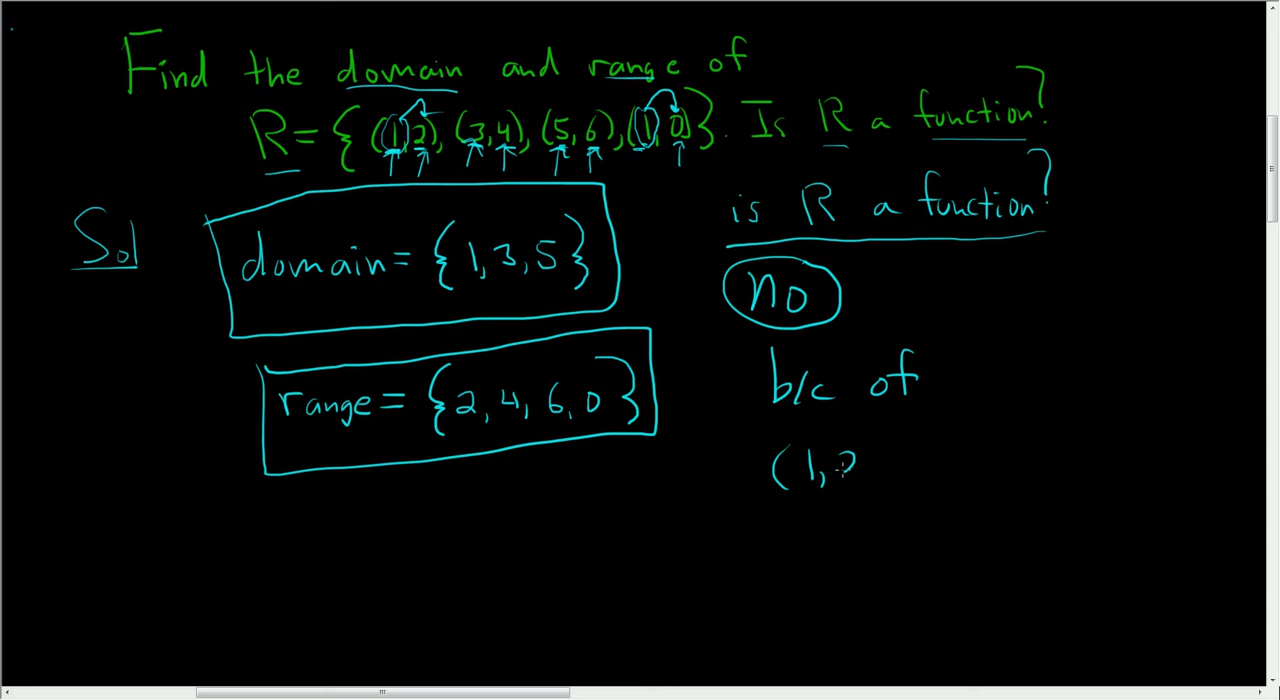 Find the domain and range of
R = { (1, 2), (3, 4), (5, 6), (1, 0) }. Is R a function?
is R a function?
Sol
domain = { 1, 3, 5 }
no
range = { 2, 4, 6, 0 }
b/c of
(1, 2